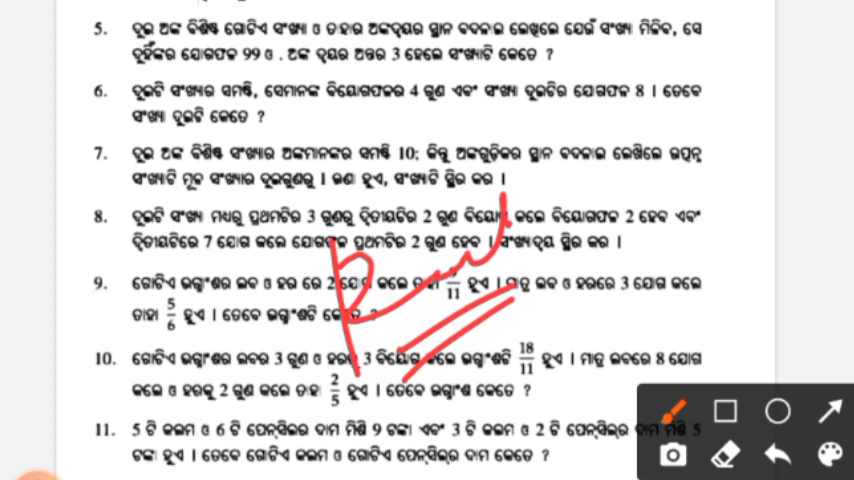 5. ଦୁଇ ଅଙ୍କ ବିଶିଷ୍ଟ ଗୋଟିଏ ସଂଖ୍ୟା ଓ ତାହାର ଅଙ୍କଦ୍ୱୟର ସ୍ଥାନ ବଦଳାଇ ଲେଖିଲେ ଯେଉଁ ସଂଖ୍ୟା ମିଳିବ, ସେ
ଦୁହିଁଙ୍କର ଯୋଗଫଳ 99 ଓ . ଅଙ୍କ ଦ୍ୱୟର ଅନ୍ତର 3 ହେଲେ ସଂଖ୍ୟାଟି କେତେ ?
6. ଦୁଇଟି ସଂଖ୍ୟାର ସମଷ୍ଟି, ସେମାନଙ୍କ ବିୟୋଗଫଳର 4 ଗୁଣ ଏବଂ ସଂଖ୍ୟା ଦୁଇଟିର ଯୋଗଫଳ 8 । ତେବେ
ସଂଖ୍ୟା ଦୁଇଟି କେତେ ?
7. ଦୁଇ ଅଙ୍କ ବିଶିଷ୍ଟ ସଂଖ୍ୟାର ଅଙ୍କମାନଙ୍କର ସମଷ୍ଟି 10; କିନ୍ତୁ ଅଙ୍କଗୁଡ଼ିକର ସ୍ଥାନ ବଦଳାଇ ଲେଖିଲେ ଉତ୍ପନ୍ନ
ସଂଖ୍ୟାଟି ମୂଳ ସଂଖ୍ୟାର ଦୁଇଗୁଣରୁ 1 ଊଣା ହୁଏ, ସଂଖ୍ୟାଟି ସ୍ଥିର କର ।
8. ଦୁଇଟି ସଂଖ୍ୟା ମଧ୍ୟରୁ ପ୍ରଥମଟିର 3 ଗୁଣରୁ ଦ୍ୱିତୀୟଟିର 2 ଗୁଣ ବିୟୋଗ କଲେ ବିୟୋଗଫଳ 2 ହେବ ଏବଂ
ଦ୍ୱିତୀୟଟିରେ 7 ଯୋଗ କଲେ ଯୋଗଫଳ ପ୍ରଥମଟିର 2 ଗୁଣ ହେବ । ସଂଖ୍ୟାଦ୍ୱୟ ସ୍ଥିର କର ।
9. ଗୋଟିଏ ଭଗ୍ନାଂଶର ଲବ ଓ ହର ରେ 2 ଯୋଗ କଲେ ତାହା 9/11 ହୁଏ । ମାତ୍ର ଲବ ଓ ହରରେ 3 ଯୋଗ କଲେ
ତାହା 5/6 ହୁଏ । ତେବେ ଭଗ୍ନାଂଶଟି କେତେ ?
10. ଗୋଟିଏ ଭଗ୍ନାଂଶର ଲବର 3 ଗୁଣ ଓ ହରରୁ 3 ବିୟୋଗ କଲେ ଭଗ୍ନାଂଶଟି 18/11 ହୁଏ । ମାତ୍ର ଲବରେ 8 ଯୋଗ
କଲେ ଓ ହରକୁ 2 ଗୁଣ କଲେ ତାହା 2/5 ହୁଏ । ତେବେ ଭଗ୍ନାଂଶ କେତେ ?
11. 5 ଟି କଲମ ଓ 6 ଟି ପେନ୍‌ସିଲ୍‌ର ଦାମ ମିଶି 9 ଟଙ୍କା ଏବଂ 3 ଟି କଲମ ଓ 2 ଟି ପେନ୍‌ସିଲ୍‌ର ଦାମ ମିଶି 5
ଟଙ୍କା ହୁଏ । ତେବେ ଗୋଟିଏ କଲମ ଓ ଗୋଟିଏ ପେନ୍‌ସିଲ୍‌ର ଦାମ କେତେ ?